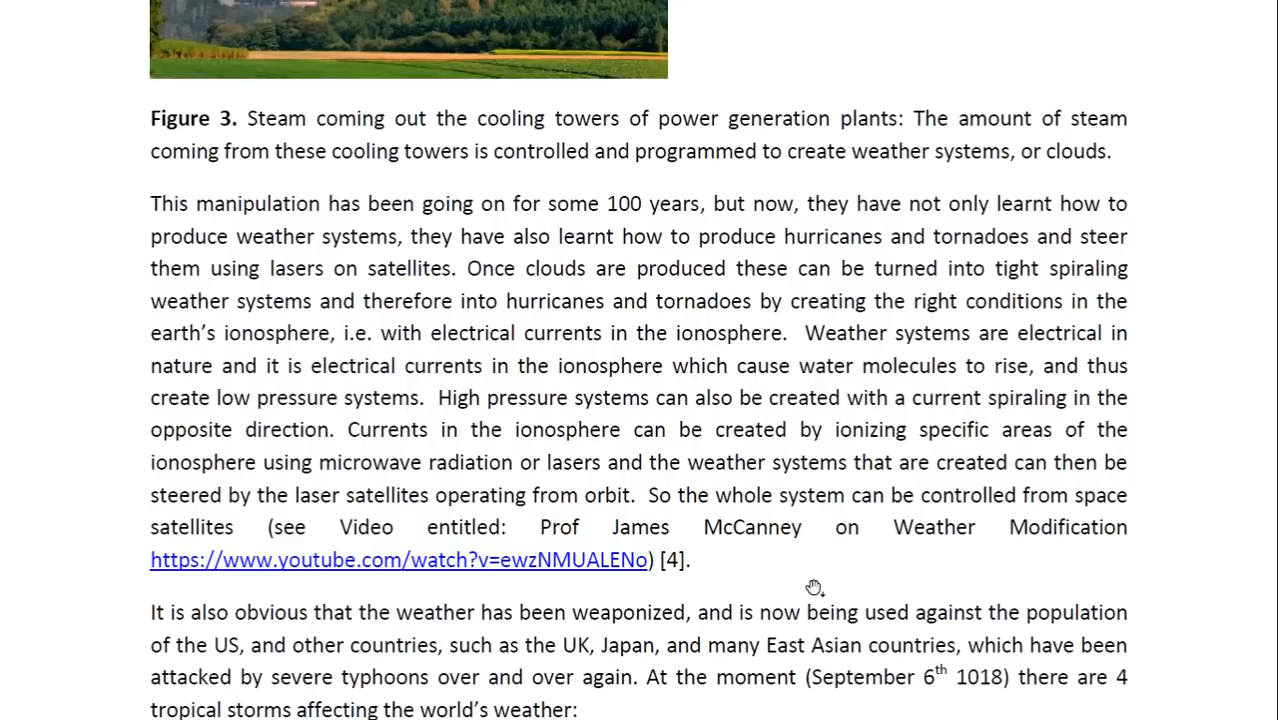 Figure 3. Steam coming out the cooling towers of power generation plants: The amount of steam
coming from these cooling towers is controlled and programmed to create weather systems, or clouds.
This manipulation has been going on for some 100 years, but now, they have not only learnt how to
produce weather systems, they have also learnt how to produce hurricanes and tornadoes and steer
them using lasers on satellites. Once clouds are produced these can be turned into tight spiraling
weather systems and therefore into hurricanes and tornadoes by creating the right conditions in the
earth's ionosphere, i.e. with electrical currents in the ionosphere. Weather systems are electrical in
nature and it is electrical currents in the ionosphere which cause water molecules to rise, and thus
create low pressure systems. High pressure systems can also be created with a current spiraling in the
opposite direction. Currents in the ionosphere can be created by ionizing specific areas of the
ionosphere using microwave radiation or lasers and the weather systems that are created can then be
steered by the laser satellites operating from orbit. So the whole system can be controlled from space
satellites (see Video entitled: Prof James McCanney on Weather Modification
https://www.youtube.com/watch?v=ewzNMUALENo) [4].
It is also obvious that the weather has been weaponized, and is now being used against the population
of the US, and other countries, such as the UK, Japan, and many East Asian countries, which have been
attacked by severe typhoons over and over again. At the moment (September 6th 1018) there are 4
tropical storms affecting the world's weather: